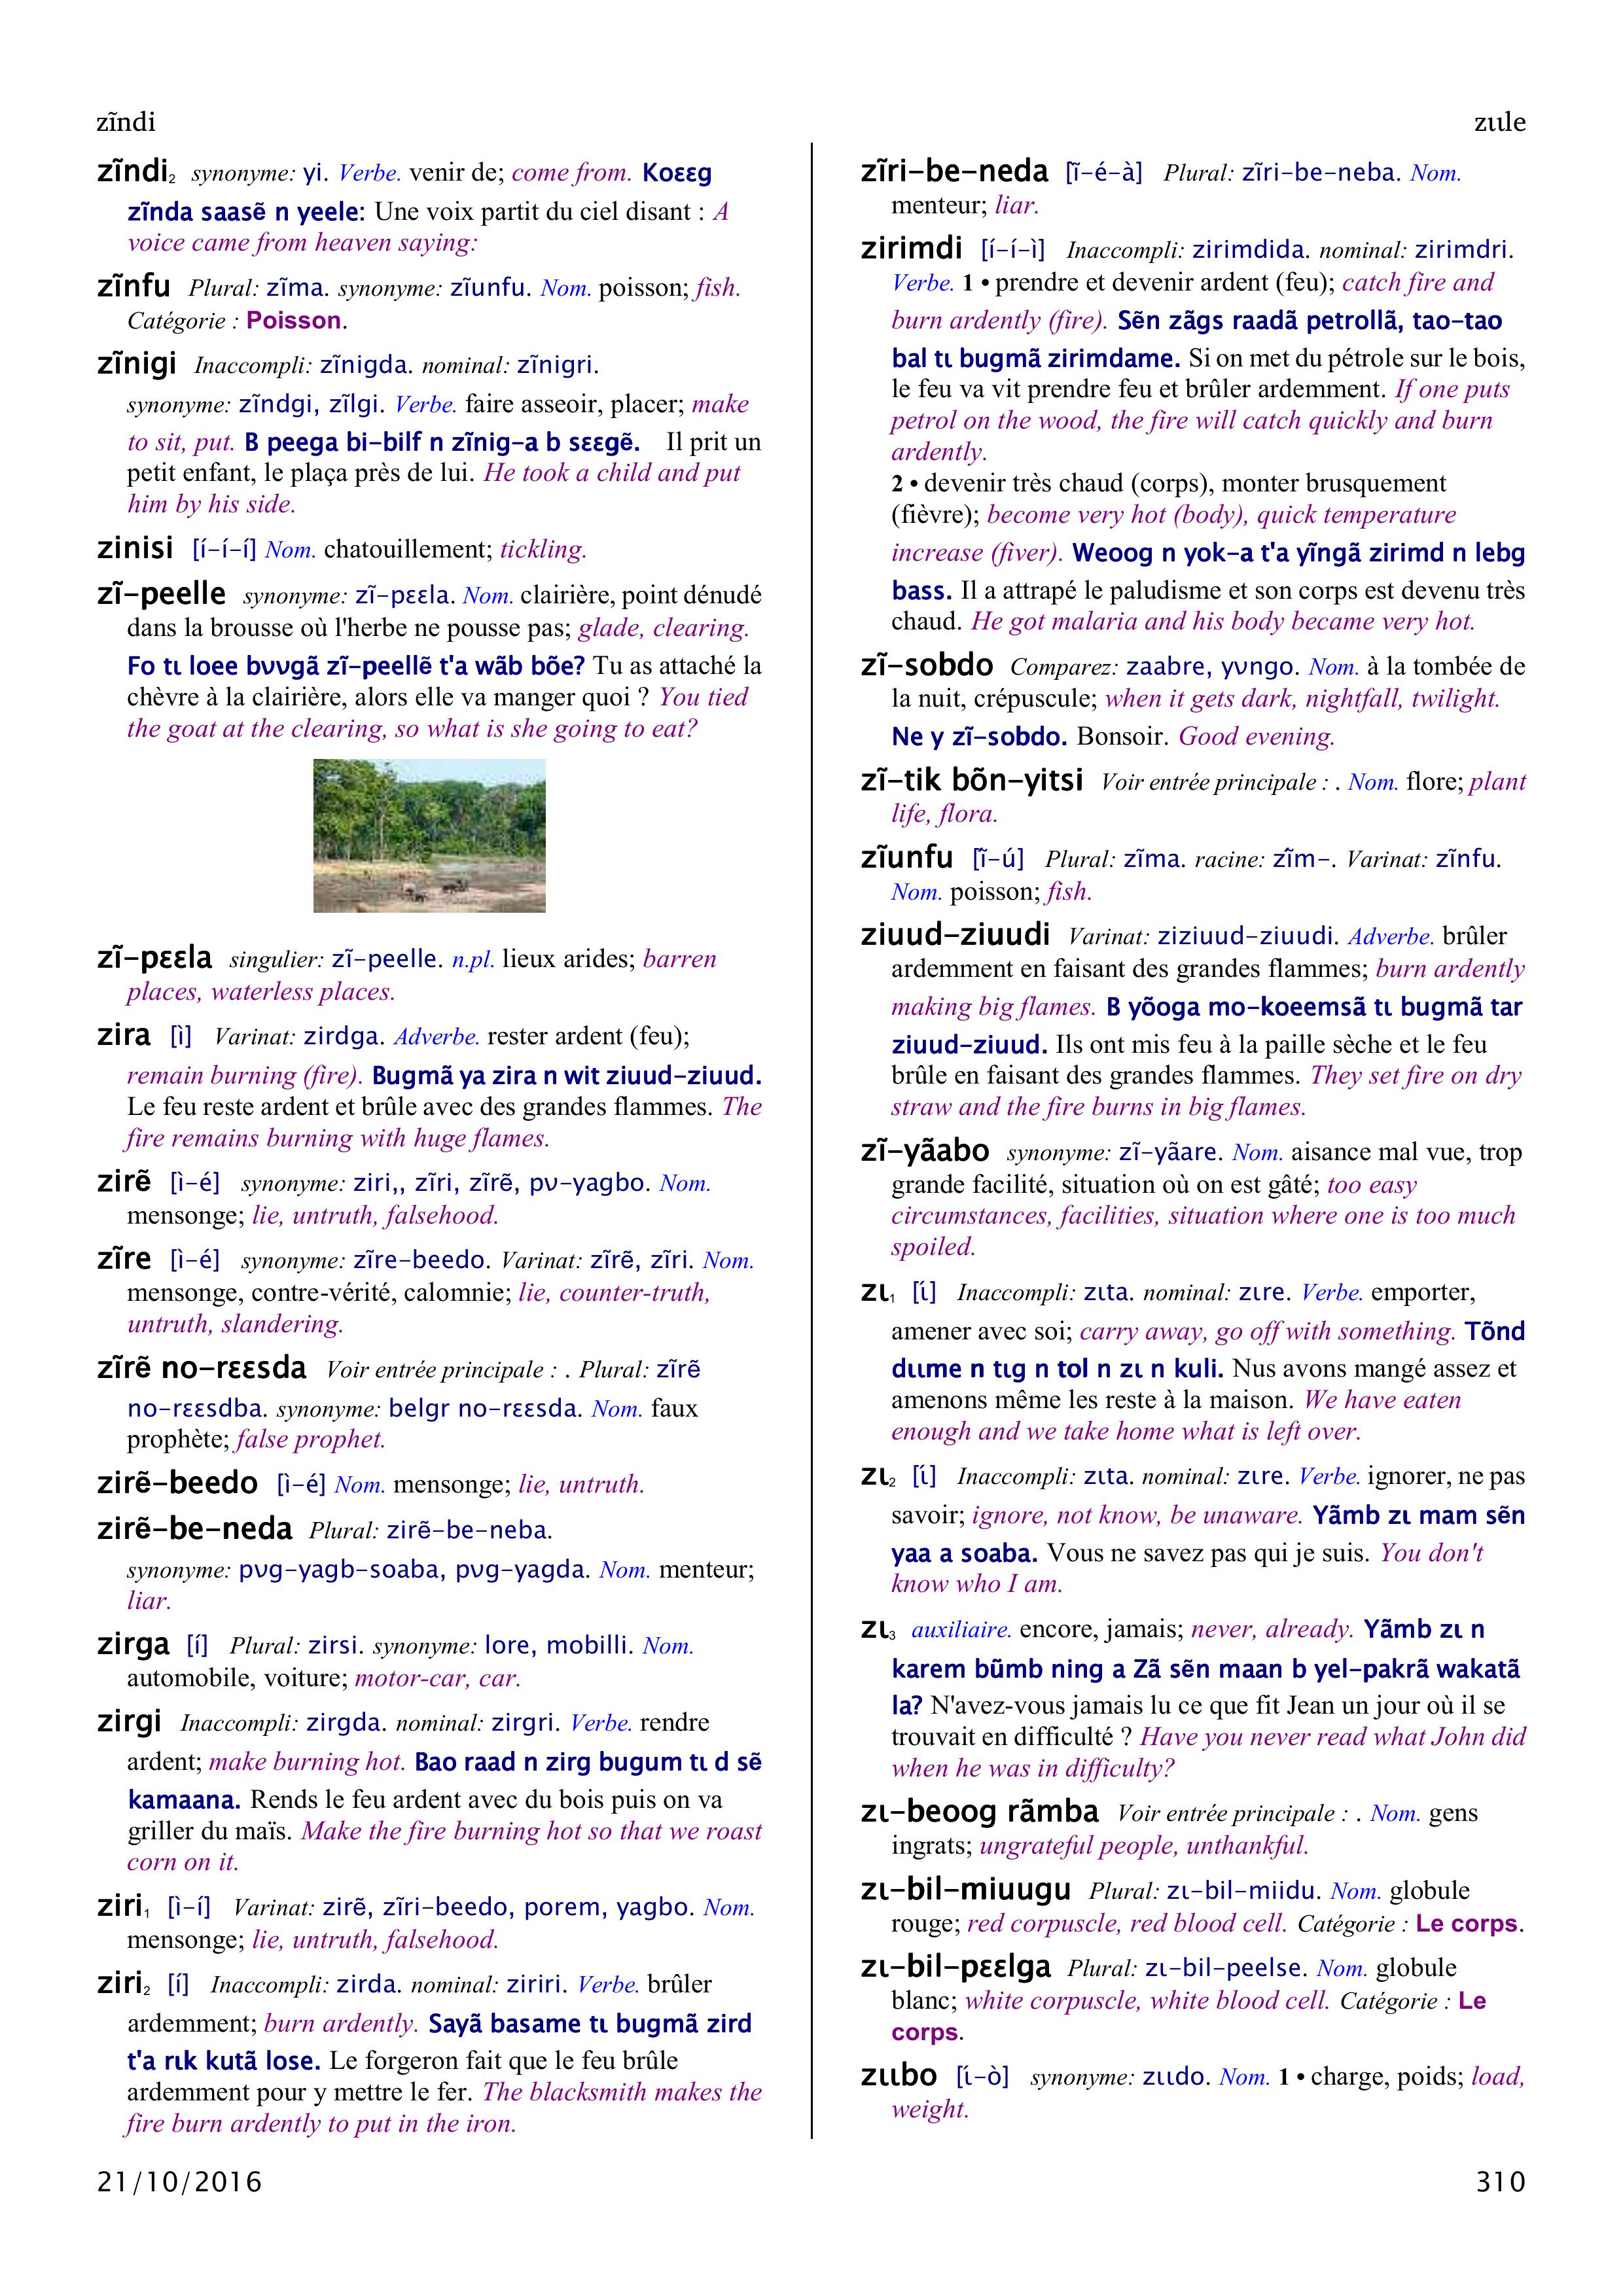 zĩndi
zɩɩle
zĩndi₂ synonyme: yi. Verbe. venir de; come from. Koɛɛg
zĩnda saasẽ n yeele: Une voix partit du ciel disant : A
voice came from heaven saying:
zĩnfu Plural: zĩma. synonyme: zĩunfu. Nom. poisson; fish.
Catégorie : Poisson.
zĩnigi Inaccompli: zĩnigda. nominal: zĩnigri.
synonyme: zĩndgi, zĩlgi. Verbe. faire asseoir, placer; make
to sit, put. B peega bi-bilf n zĩnig-a b sɛɛgẽ. Il prit un
petit enfant, le plaça près de lui. He took a child and put
him by his side.
zinisi [í-í-í] Nom. chatouillement; tickling.
zĩ-peelle synonyme: zĩ-pɛɛla. Nom. clairière, point dénudé
dans la brousse où l'herbe ne pousse pas; glade, clearing.
Fo tɩ loee bʋʋgã zĩ-peellẽ t'a wãb bõe? Tu as attaché la
chèvre à la clairière, alors elle va manger quoi ? You tied
the goat at the clearing, so what is she going to eat?
zĩ-pɛɛla singulier: zĩ-peelle. n.pl. lieux arides; barren
places, waterless places.
zira [ì] Varinat: zirdga. Adverbe. rester ardent (feu);
remain burning (fire). Bugmã ya zira n wit ziuud-ziuud.
Le feu reste ardent et brûle avec des grandes flammes. The
fire remains burning with huge flames.
zirẽ [ì-é] synonyme: ziri,, zĩri, zĩrẽ, pʋ-yagbo. Nom.
mensonge; lie, untruth, falsehood.
zĩre [ì-é] synonyme: zĩre-beedo. Varinat: zĩrẽ, zĩri. Nom.
mensonge, contre-vérité, calomnie; lie, counter-truth,
untruth, slandering.
zĩrẽ no-rɛɛsda Voir entrée principale : . Plural: zĩrẽ
no-rɛɛsdba. synonyme: belgr no-rɛɛsda. Nom. faux
prophète; false prophet.
zirẽ-beedo [ì-é] Nom. mensonge; lie, untruth.
zirẽ-be-neda Plural: zirẽ-be-neba.
synonyme: pʋg-yagb-soaba, pʋg-yagda. Nom. menteur;
liar.
zirga [í] Plural: zirsi. synonyme: lore, mobilli. Nom.
automobile, voiture; motor-car, car.
zirgi Inaccompli: zirgda. nominal: zirgri. Verbe. rendre
ardent; make burning hot. Bao raad n zirg bugum tɩ d sẽ
kamaana. Rends le feu ardent avec du bois puis on va
griller du maïs. Make the fire burning hot so that we roast
corn on it.
ziri₁ [ì-í] Varinat: zirẽ, zĩri-beedo, porem, yagbo. Nom.
mensonge; lie, untruth, falsehood.
ziri₂ [í] Inaccompli: zirda. nominal: ziriri. Verbe. brûler
ardemment; burn ardently. Sayã basame tɩ bugmã zird
t'a rɩk kutã lose. Le forgeron fait que le feu brûle
ardemment pour y mettre le fer. The blacksmith makes the
fire burn ardently to put in the iron.
zĩri-be-neda [ĩ-é-à] Plural: zĩri-be-neba. Nom.
menteur; liar.
zirimdi [í-í-ì] Inaccompli: zirimdida. nominal: zirimdri.
Verbe. 1 • prendre et devenir ardent (feu); catch fire and
burn ardently (fire). Sẽn zãgs raadã petrollã, tao-tao
bal tɩ bugmã zirimdame. Si on met du pétrole sur le bois,
le feu va vit prendre feu et brûler ardemment. If one puts
petrol on the wood, the fire will catch quickly and burn
ardently.
2 • devenir très chaud (corps), monter brusquement
(fièvre); become very hot (body), quick temperature
increase (fiver). Weoog n yok-a t'a yĩngã zirimd n lebg
bass. Il a attrapé le paludisme et son corps est devenu très
chaud. He got malaria and his body became very hot.
zĩ-sobdo Comparez: zaabre, yʋngo. Nom. à la tombée de
la nuit, crépuscule; when it gets dark, nightfall, twilight.
Ne y zĩ-sobdo. Bonsoir. Good evening.
zĩ-tik bõn-yitsi Voir entrée principale : . Nom. flore; plant
life, flora.
zĩunfu [ĩ-ú] Plural: zĩma. racine: zĩm-. Varinat: zĩnfu.
Nom. poisson; fish.
ziuud-ziuudi Varinat: ziziuud-ziuudi. Adverbe. brûler
ardemment en faisant des grandes flammes; burn ardently
making big flames. B yõoga mo-koeemsã tɩ bugmã tar
ziuud-ziuud. Ils ont mis feu à la paille sèche et le feu
brûle en faisant des grandes flammes. They set fire on dry
straw and the fire burns in big flames.
zĩ-yãabo synonyme: zĩ-yãare. Nom. aisance mal vue, trop
grande facilité, situation où on est gâté; too easy
circumstances, facilities, situation where one is too much
spoiled.
zɩ₁ [ɩ́] Inaccompli: zɩta. nominal: zɩre. Verbe. emporter,
amener avec soi; carry away, go off with something. Tõnd
dɩɩme n tɩg n tol n zɩ n kuli. Nus avons mangé assez et
amenons même les reste à la maison. We have eaten
enough and we take home what is left over.
zɩ₂ [ɩ́] Inaccompli: zɩta. nominal: zɩre. Verbe. ignorer, ne pas
savoir; ignore, not know, be unaware. Yãmb zɩ mam sẽn
yaa a soaba. Vous ne savez pas qui je suis. You don't
know who I am.
zɩ₃ auxiliaire. encore, jamais; never, already. Yãmb zɩ n
karem bũmb ning a Zã sẽn maan b yel-pakrã wakatã
la? N'avez-vous jamais lu ce que fit Jean un jour où il se
trouvait en difficulté ? Have you never read what John did
when he was in difficulty?
zɩ-beoog rãmba Voir entrée principale : . Nom. gens
ingrats; ungrateful people, unthankful.
zɩ-bil-miuugu Plural: zɩ-bil-miidu. Nom. globule
rouge; red corpuscle, red blood cell. Catégorie : Le corps.
zɩ-bil-pɛɛlga Plural: zɩ-bil-peelse. Nom. globule
blanc; white corpuscle, white blood cell. Catégorie : Le
corps.
zɩɩbo [ɩ́-ò] synonyme: zɩɩdo. Nom. 1 • charge, poids; load,
weight.
21/10/2016
310